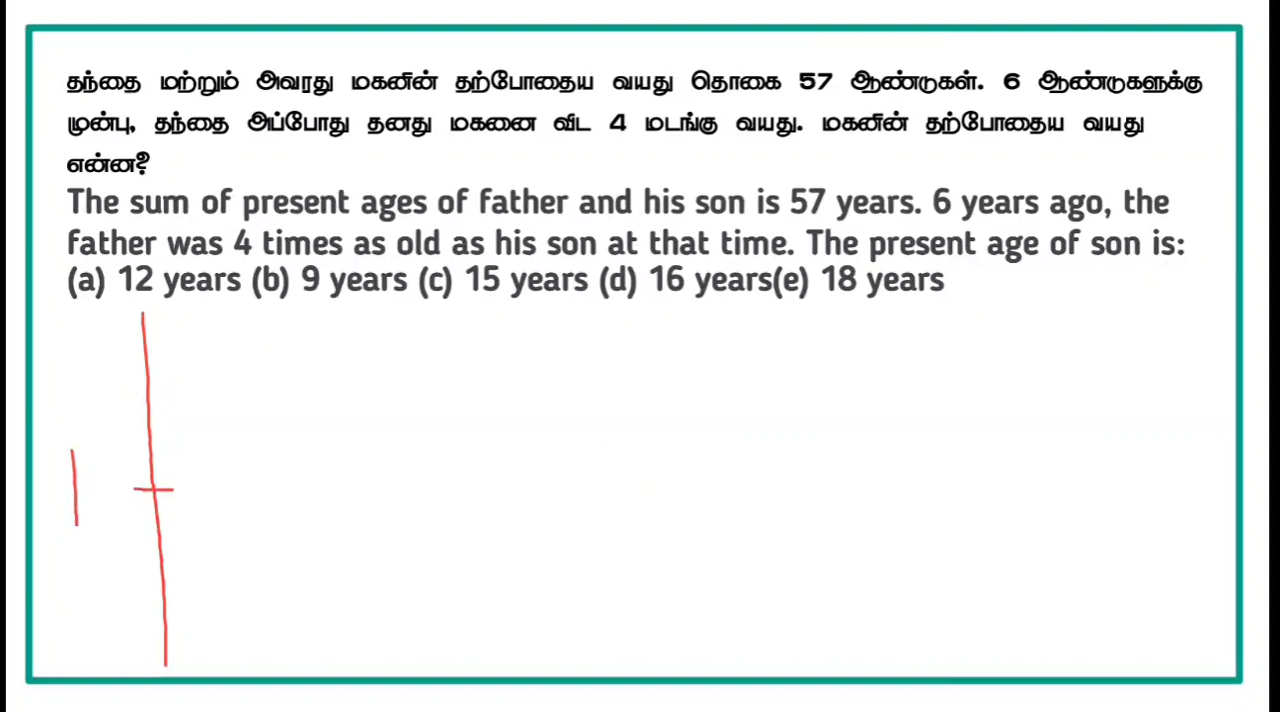 தந்தை மற்றும் அவரது மகனின் தற்போதைய வயது தொகை 57 ஆண்டுகள். 6 ஆண்டுகளுக்கு
முன்பு, தந்தை அப்போது தனது மகனை விட 4 மடங்கு வயது. மகனின் தற்போதைய வயது
என்ன?
The sum of present ages of father and his son is 57 years. 6 years ago, the
father was 4 times as old as his son at that time. The present age of son is:
(a) 12 years (b) 9 years (c) 15 years (d) 16 years(e) 18 years